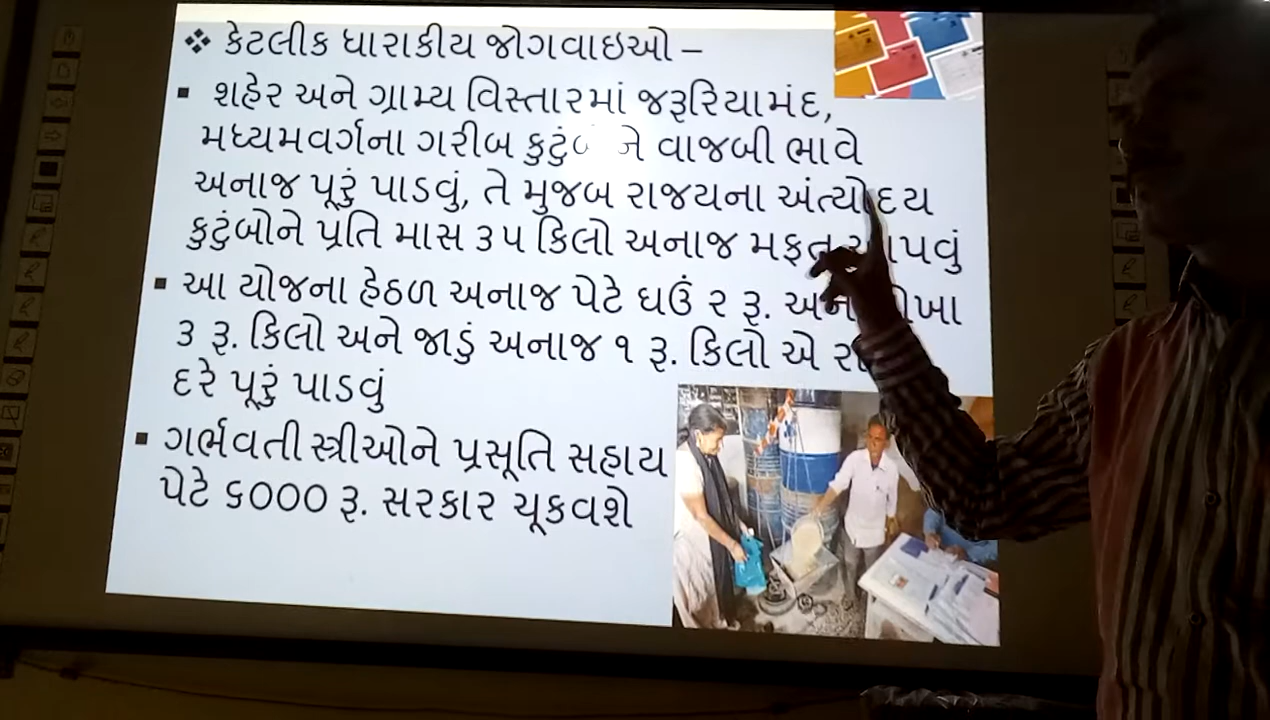 ❖ કેટલીક ધારાકીય જોગવાઇઓ –
▪ શહેર અને ગ્રામ્ય વિસ્તારમાં જરૂરિયામંદ,
મધ્યમવર્ગના ગરીબ વાજબી ભાવે
અનાજ પૂરું પાડવું, તે મુજબ રાજયના અંત્યોદય
કુટુંબોને પ્રતિ માસ ૩૫ કિલો અનાજ મફત
▪ આ યોજના હેઠળ અનાજ પેટે ઘઉં ૨ રૂ.
૩ રૂ. કિલો અને જાડું અનાજ ૧ રૂ. કિલો એ
દરે પૂરું પાડવું
▪ ગર્ભવતી સ્ત્રીઓને પ્રસૂતિ સહાય
પેટે ૬૦૦૦ રૂ. સરકાર ચૂકવશે